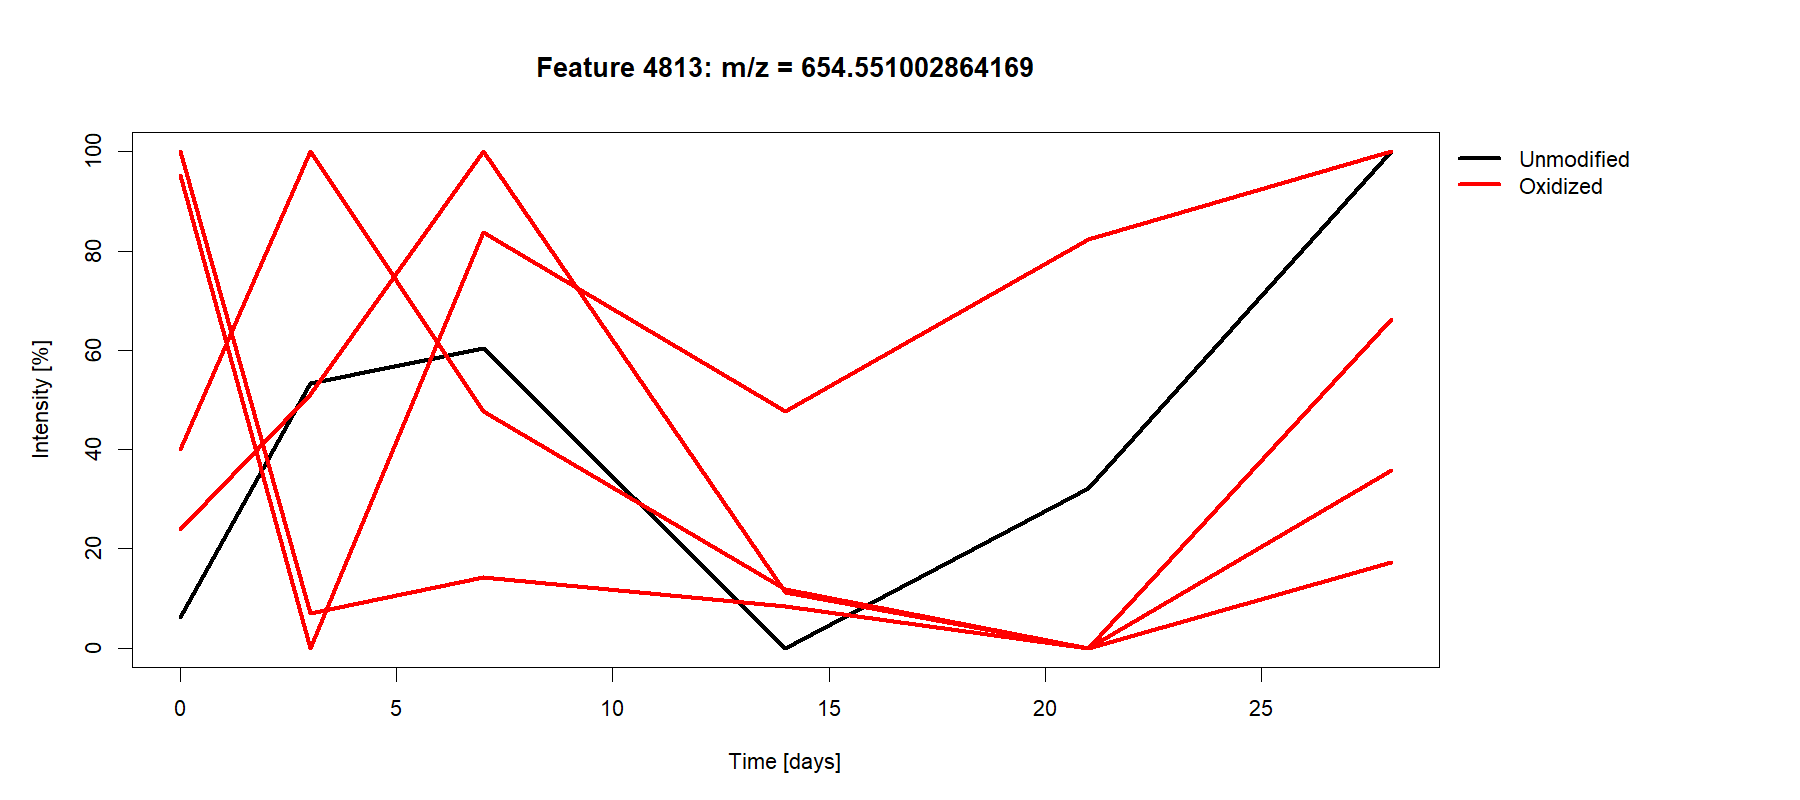 Feature 4813: m/z = 654.551002864169
Unmodified
Oxidized
Intensity [%]
100
80
60
40
20
0
0 5 10 15 20 25
Time [days]